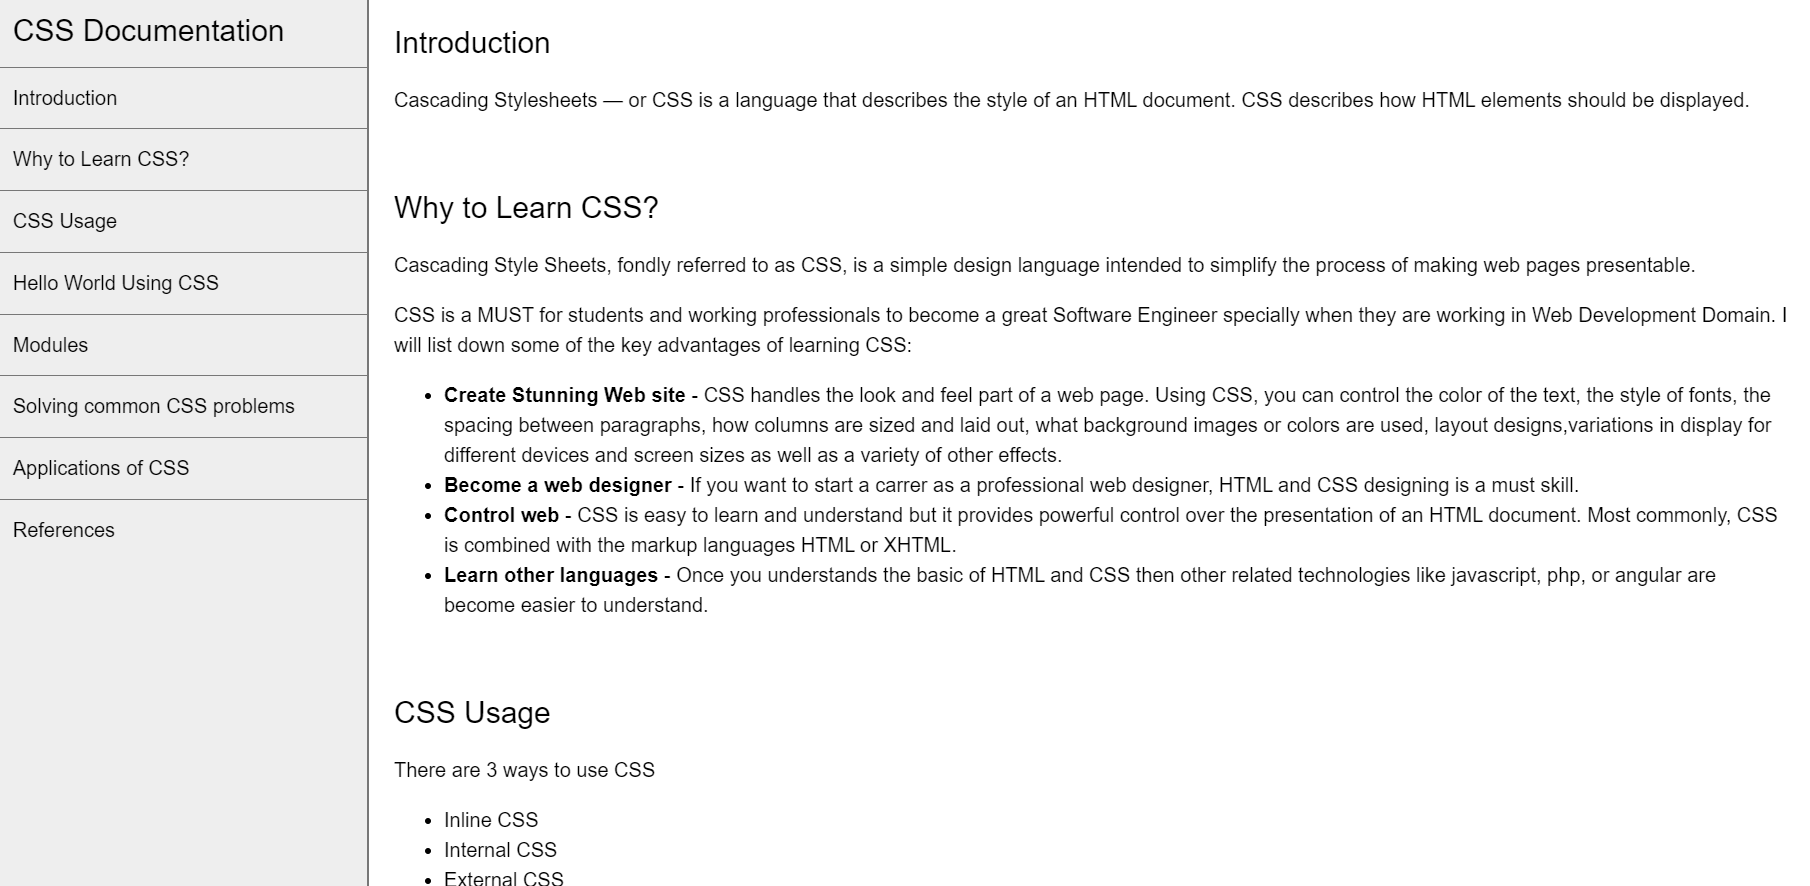 CSS Documentation
Introduction
Why to Learn CSS?
CSS Usage
Hello World Using CSS
Modules
Solving common CSS problems
Applications of CSS
References
Introduction
Cascading Stylesheets — or CSS is a language that describes the style of an HTML document. CSS describes how HTML elements should be displayed.
Why to Learn CSS?
Cascading Style Sheets, fondly referred to as CSS, is a simple design language intended to simplify the process of making web pages presentable.
CSS is a MUST for students and working professionals to become a great Software Engineer specially when they are working in Web Development Domain. I
will list down some of the key advantages of learning CSS:
• Create Stunning Web site - CSS handles the look and feel part of a web page. Using CSS, you can control the color of the text, the style of fonts, the
spacing between paragraphs, how columns are sized and laid out, what background images or colors are used, layout designs,variations in display for
different devices and screen sizes as well as a variety of other effects.
• Become a web designer - If you want to start a carrer as a professional web designer, HTML and CSS designing is a must skill.
• Control web - CSS is easy to learn and understand but it provides powerful control over the presentation of an HTML document. Most commonly, CSS
is combined with the markup languages HTML or XHTML.
• Learn other languages - Once you understands the basic of HTML and CSS then other related technologies like javascript, php, or angular are
become easier to understand.
CSS Usage
There are 3 ways to use CSS
• Inline CSS
• Internal CSS
• External CSS